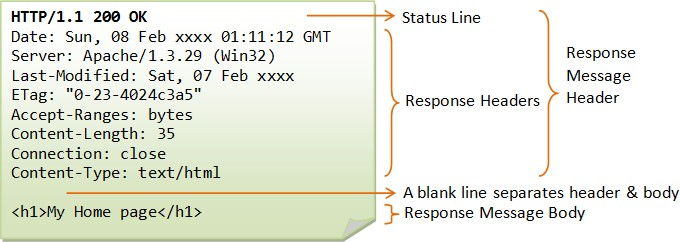 HTTP/1.1 200 OK
Date: Sun, 08 Feb xxxx 01:11:12 GMT
Server: Apache/1.3.29 (Win32)
Last-Modified: Sat, 07 Feb xxxx
ETag: "0-23-4024c3a5"
Accept-Ranges: bytes
Content-Length: 35
Connection: close
Content-Type: text/html
<h1>My Home page</h1>
Status Line
Response Headers
Response
Message
Header
A blank line separates header & body
Response Message Body